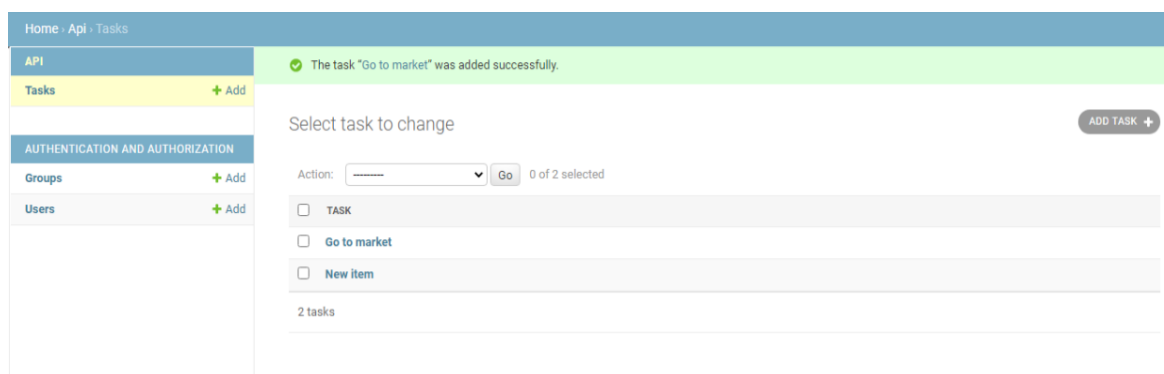 Home › Api › Tasks
API
Tasks + Add
AUTHENTICATION AND AUTHORIZATION
Groups + Add
Users + Add
The task “Go to market” was added successfully.
Select task to change
ADD TASK +
Action: --------- Go 0 of 2 selected
TASK
Go to market
New item
2 tasks